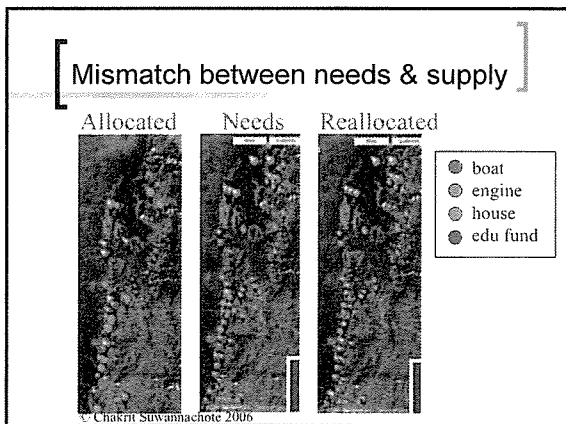 Mismatch between needs & supply
Allocated
Needs
Reallocated
boat
engine
house
edu fund
© Chakrit Suwannachote 2006